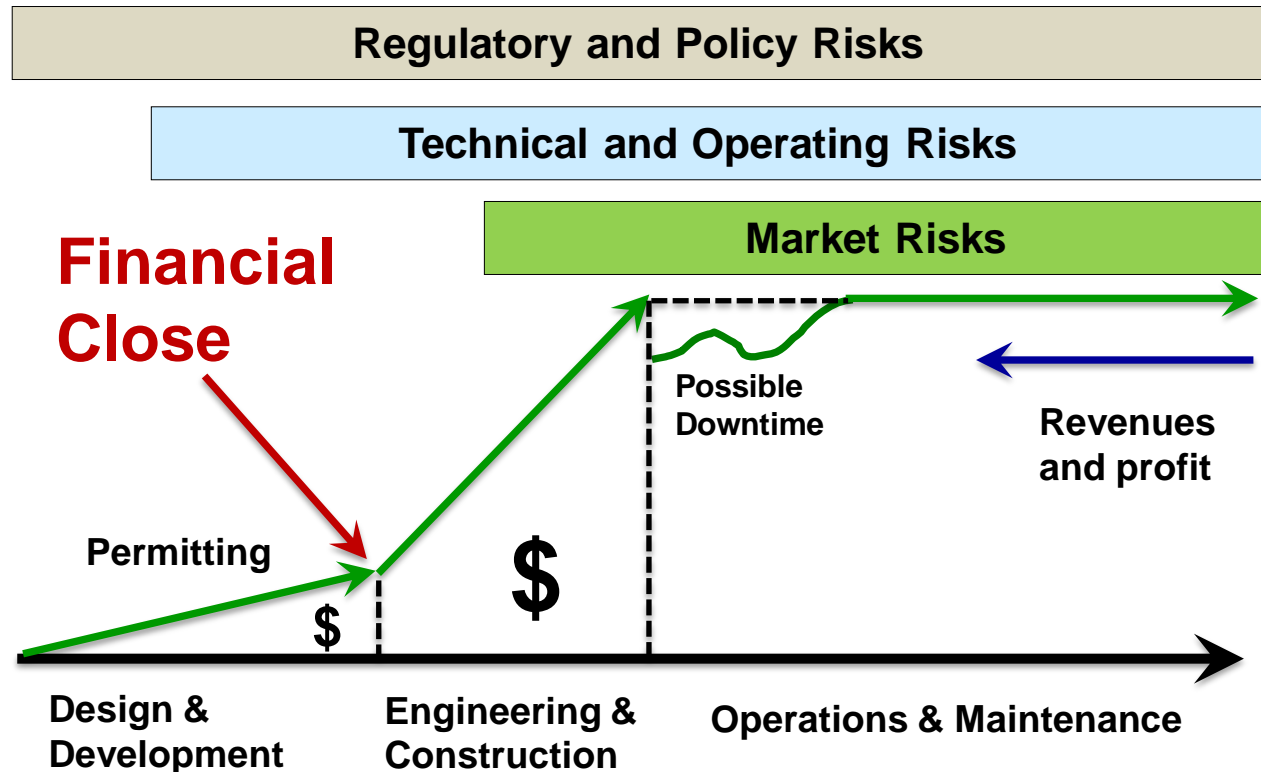 Regulatory and Policy Risks
Technical and Operating Risks
Market Risks
Financial
Close
Possible
Downtime
Revenues
and profit
Permitting
$
$
Design &
Development
Engineering &
Construction
Operations & Maintenance